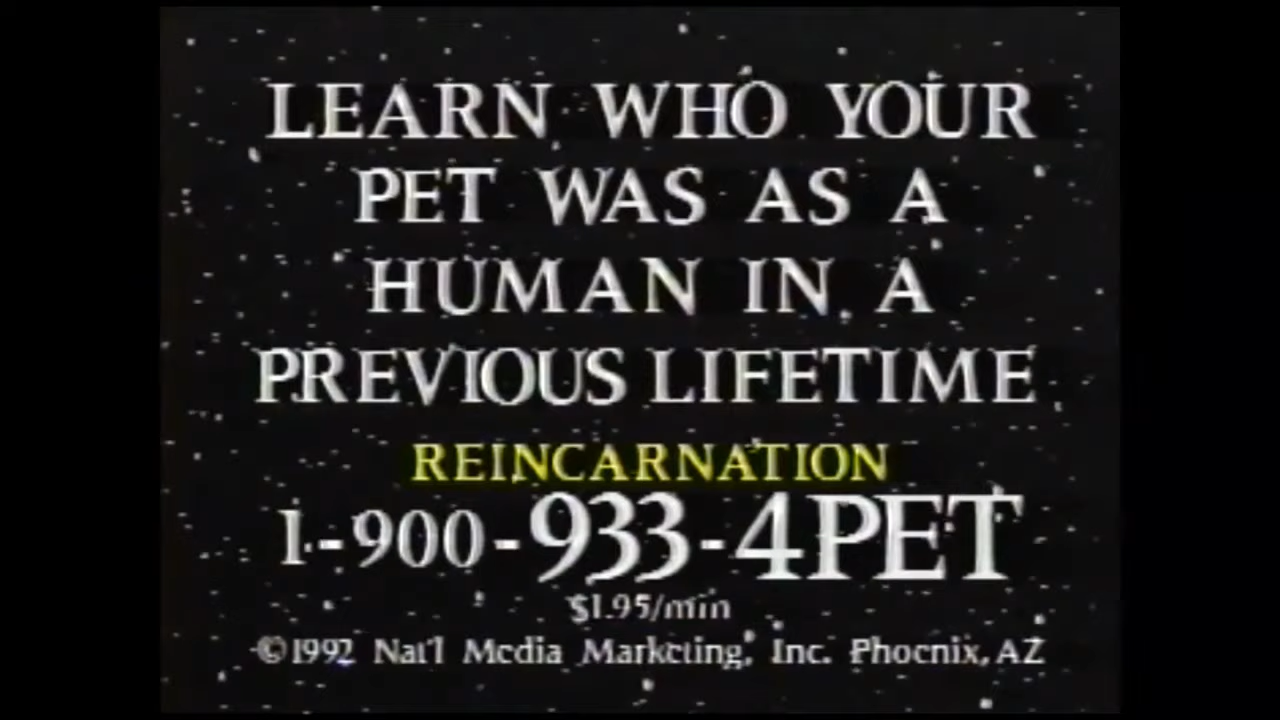 LEARN WHO YOUR
PET WAS AS A
HUMAN IN A
PREVIOUS LIFETIME
REINCARNATION
1-900-933-4PET
$1.95/min
©1992 Nat'l Media Marketing, Inc. Phoenix, AZ